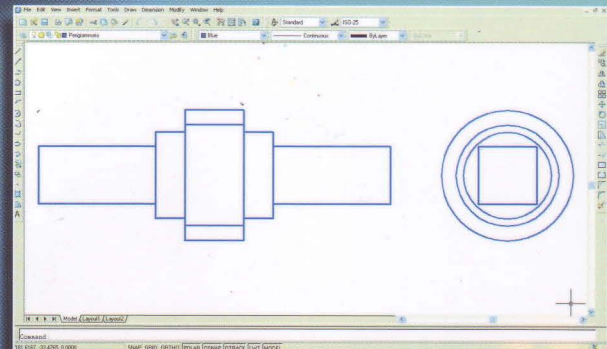 File Edit View Insert Format Tools Draw Dimension Modify Window Help
Standard ISO-25
Perigrammata Blue Continuous ByLayer
A
Model Layout1 Layout2
Command:
SNAP GRID ORTHO POLAR OSNAP OTRACK LWT MODEL